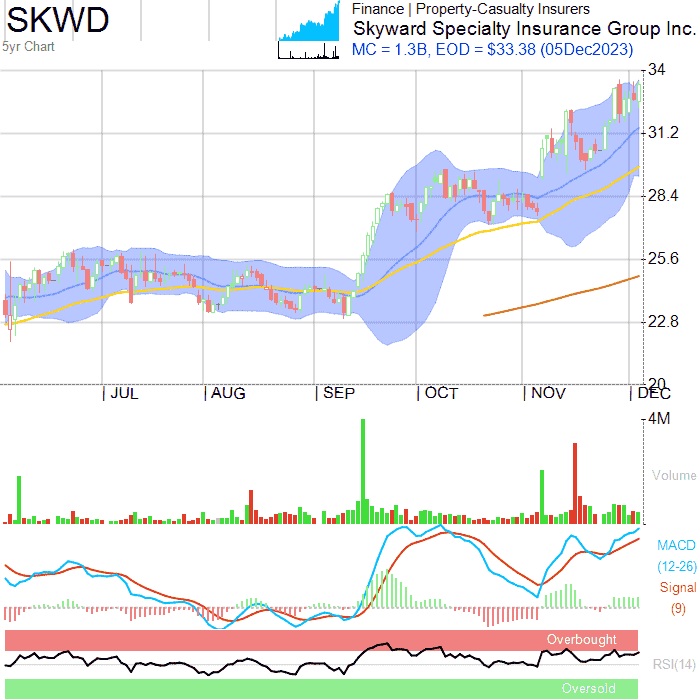 SKWD
5yr Chart
Finance | Property-Casualty Insurers
Skyward Specialty Insurance Group Inc.
MC = 1.3B, EOD = $33.38 (05Dec2023)
34
31.2
28.4
25.6
22.8
20
JUL AUG SEP OCT NOV DEC
4M
Volume
MACD
(12-26)
Signal
(9)
Overbought
RSI(14)
Oversold